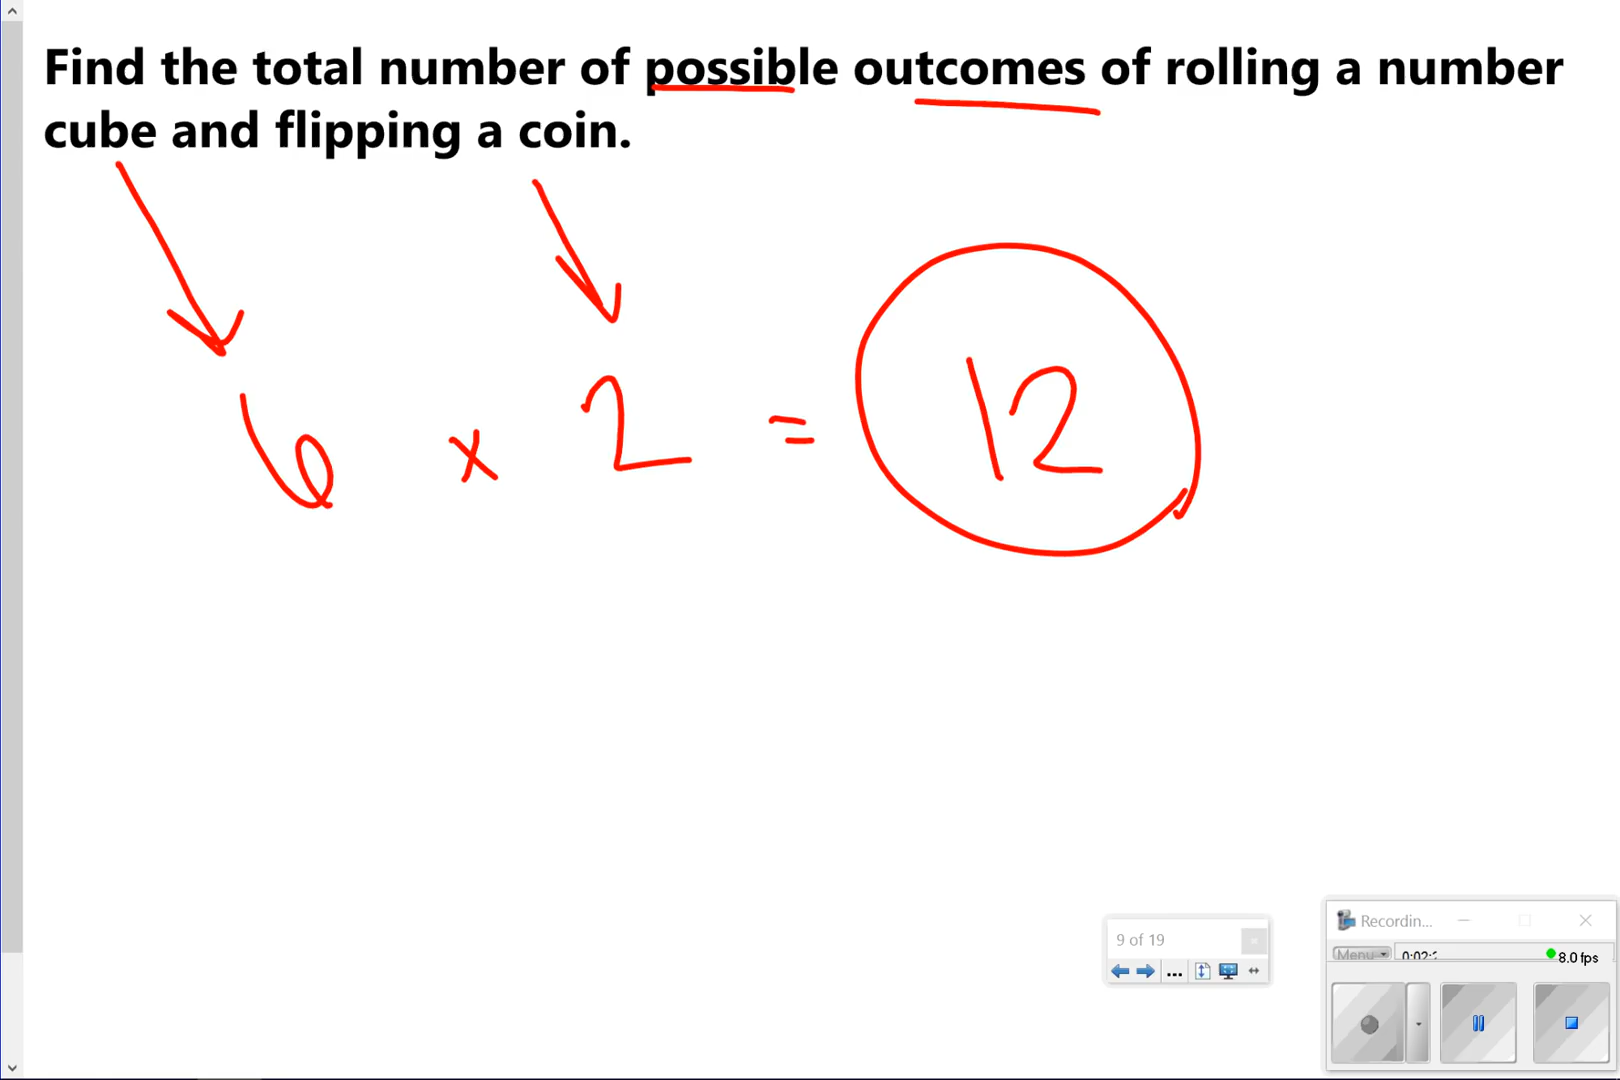 Find the total number of possible outcomes of rolling a number
cube and flipping a coin.
6 x 2 = 12
9 of 19
...
Recordin...
Menu
8.0 fps